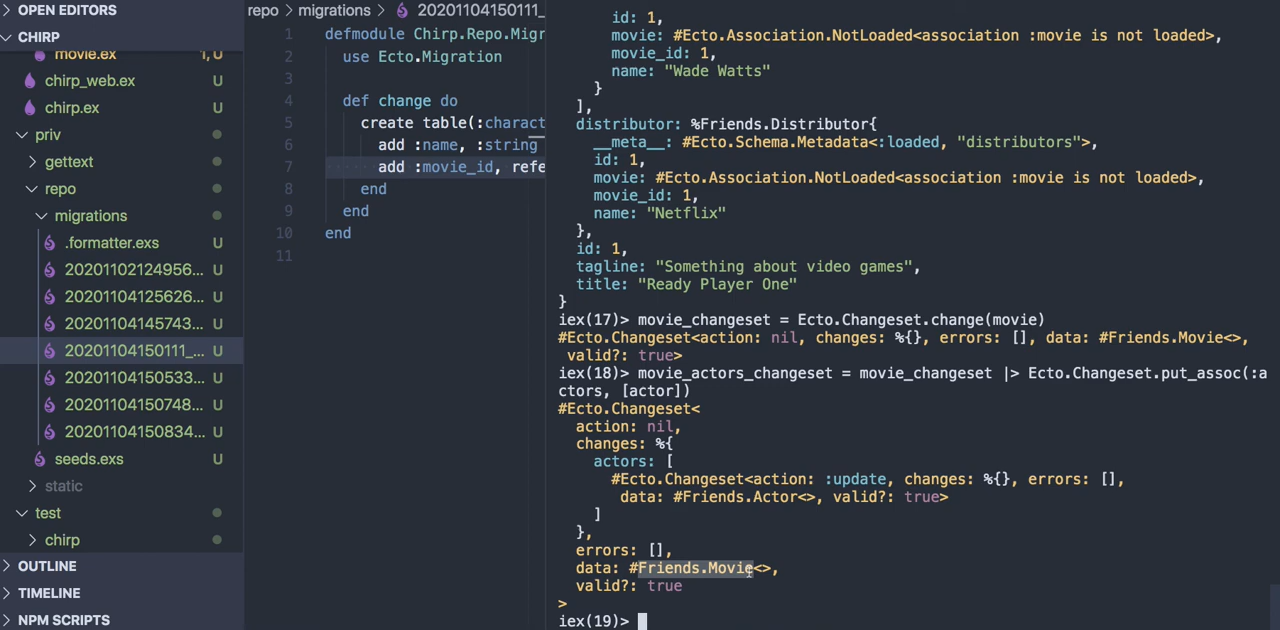 OPEN EDITORS
CHIRP
movie.ex 1, U
chirp_web.ex U
chirp.ex U
priv
gettext
repo
migrations
.formatter.exs U
20201102124956... U
20201104125626... U
20201104145743... U
20201104150111_... U
20201104150533... U
20201104150748... U
20201104150834... U
seeds.exs U
static
test
chirp
OUTLINE
TIMELINE
NPM SCRIPTS
repo > migrations > 20201104150111_
1 defmodule Chirp.Repo.Migr
2 use Ecto.Migration
3
4 def change do
5 create table(:charact
6 add :name, :string
7 add :movie_id, refe
8 end
9 end
10 end
11
id: 1,
movie: #Ecto.Association.NotLoaded<association :movie is not loaded>,
movie_id: 1,
name: "Wade Watts"
}
],
distributor: %Friends.Distributor{
__meta__: #Ecto.Schema.Metadata<:loaded, "distributors">,
id: 1,
movie: #Ecto.Association.NotLoaded<association :movie is not loaded>,
movie_id: 1,
name: "Netflix"
},
id: 1,
tagline: "Something about video games",
title: "Ready Player One"
}
iex(17)> movie_changeset = Ecto.Changeset.change(movie)
#Ecto.Changeset<action: nil, changes: %{}, errors: [], data: #Friends.Movie<>,
valid?: true>
iex(18)> movie_actors_changeset = movie_changeset |> Ecto.Changeset.put_assoc(:a
ctors, [actor])
#Ecto.Changeset<
action: nil,
changes: %{
actors: [
#Ecto.Changeset<action: :update, changes: %{}, errors: [],
data: #Friends.Actor<>, valid?: true>
]
},
errors: [],
data: #Friends.Movie<>,
valid?: true
>
iex(19)>